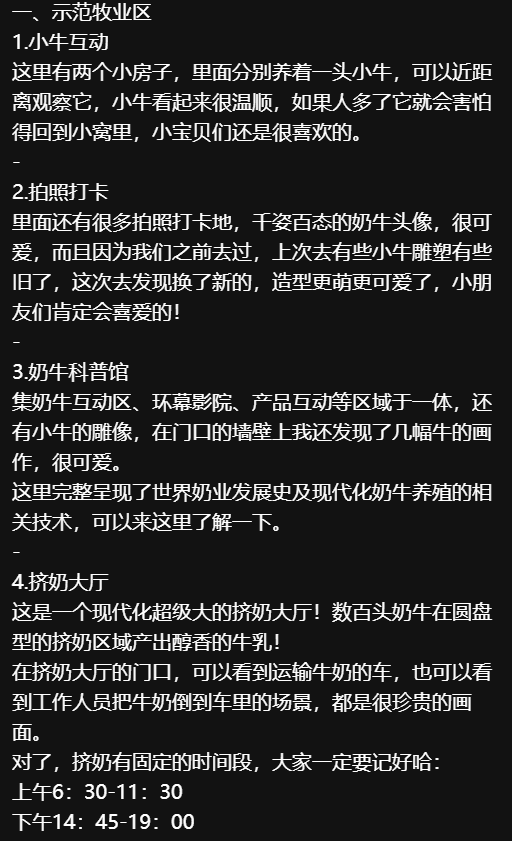 一、示范牧业区
1.小牛互动
这里有两个小房子，里面分别养着一头小牛，可以近距
离观察它，小牛看起来很温顺，如果人多了它就会害怕
得回到小窝里，小宝贝们还是很喜欢的。
-
2.拍照打卡
里面还有很多拍照打卡地，千姿百态的奶牛头像，很可
爱，而且因为我们之前去过，上次去有些小牛雕塑有些
旧了，这次去发现换了新的，造型更萌更可爱了，小朋
友们肯定会喜爱的！
-
3.奶牛科普馆
集奶牛互动区、环幕影院、产品互动等区域于一体，还
有小牛的雕像，在门口的墙壁上我还发现了几幅牛的画
作，很可爱。
这里完整呈现了世界奶业发展史及现代化奶牛养殖的相
关技术，可以来这里了解一下。
-
4.挤奶大厅
这是一个现代化超级大的挤奶大厅！数百头奶牛在圆盘
型的挤奶区域产出醇香的牛乳！
在挤奶大厅的门口，可以看到运输牛奶的车，也可以看
到工作人员把牛奶倒到车里的场景，都是很珍贵的画
面。
对了，挤奶有固定的时间段，大家一定要记好哈：
上午6：30-11：30
下午14：45-19：00